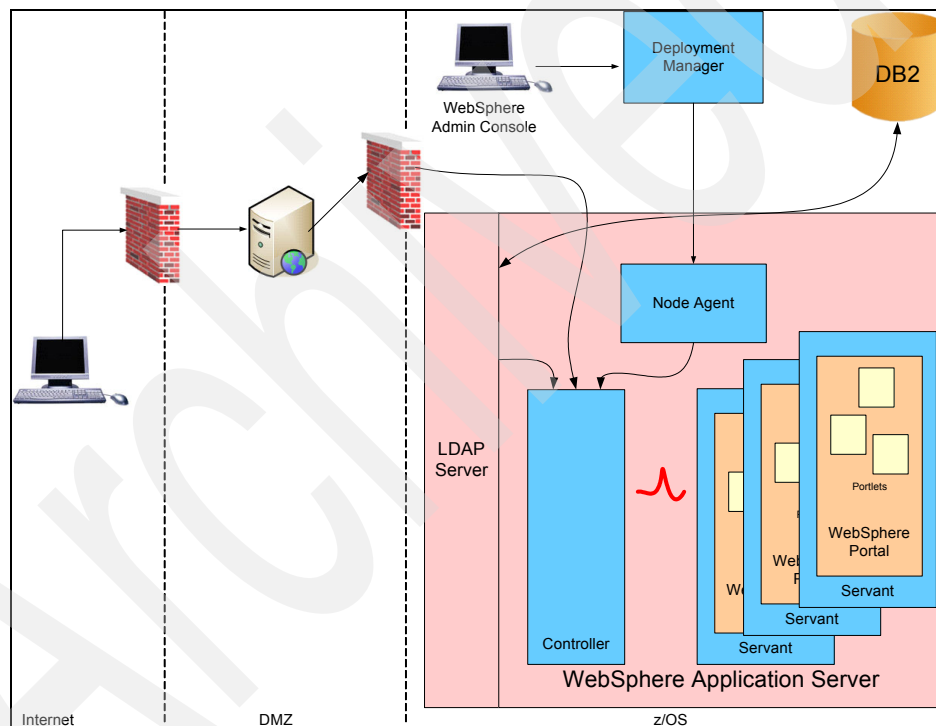 Deployment
Manager
DB2
WebSphere
Admin Console
Node Agent
LDAP
Server
Portlets
WebSphere
Portal
Servant
Servant
Servant
Controller
WebSphere Application Server
Internet
DMZ
z/OS
Archived